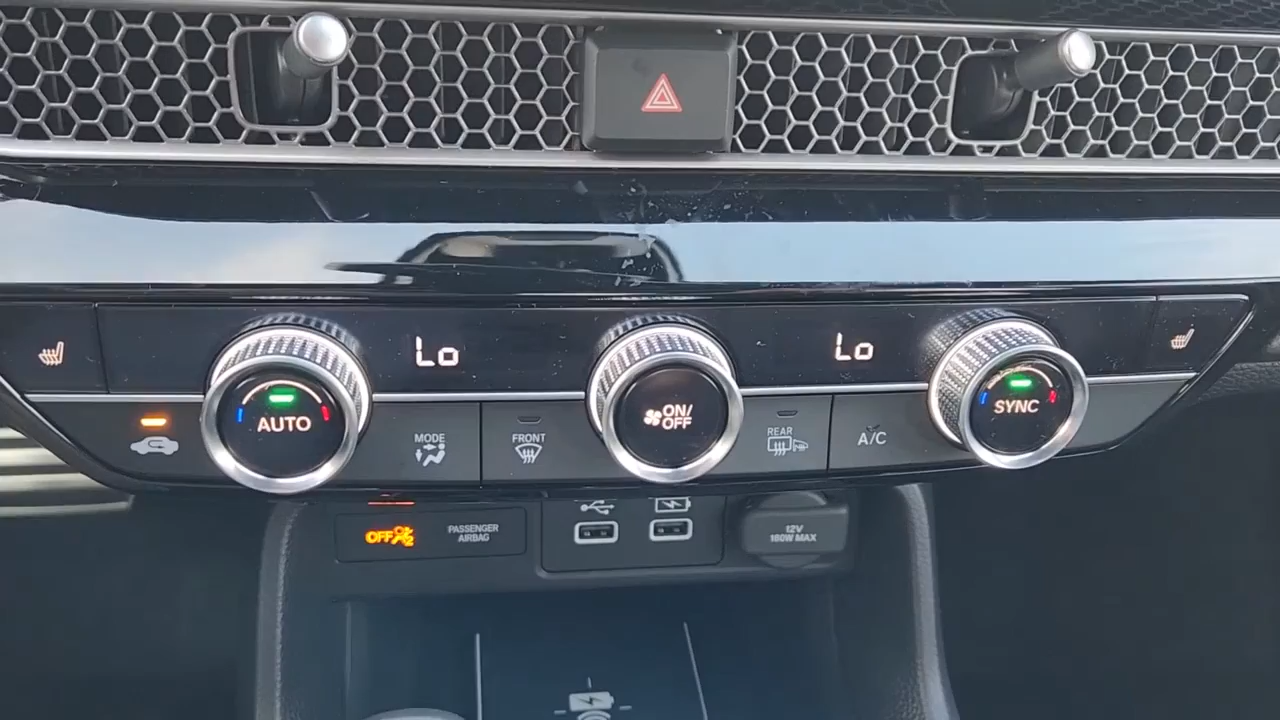 Lo
Lo
AUTO
ON/
OFF
SYNC
MODE
FRONT
REAR
A/C
OFF
PASSENGER
AIRBAG
12V
180W MAX